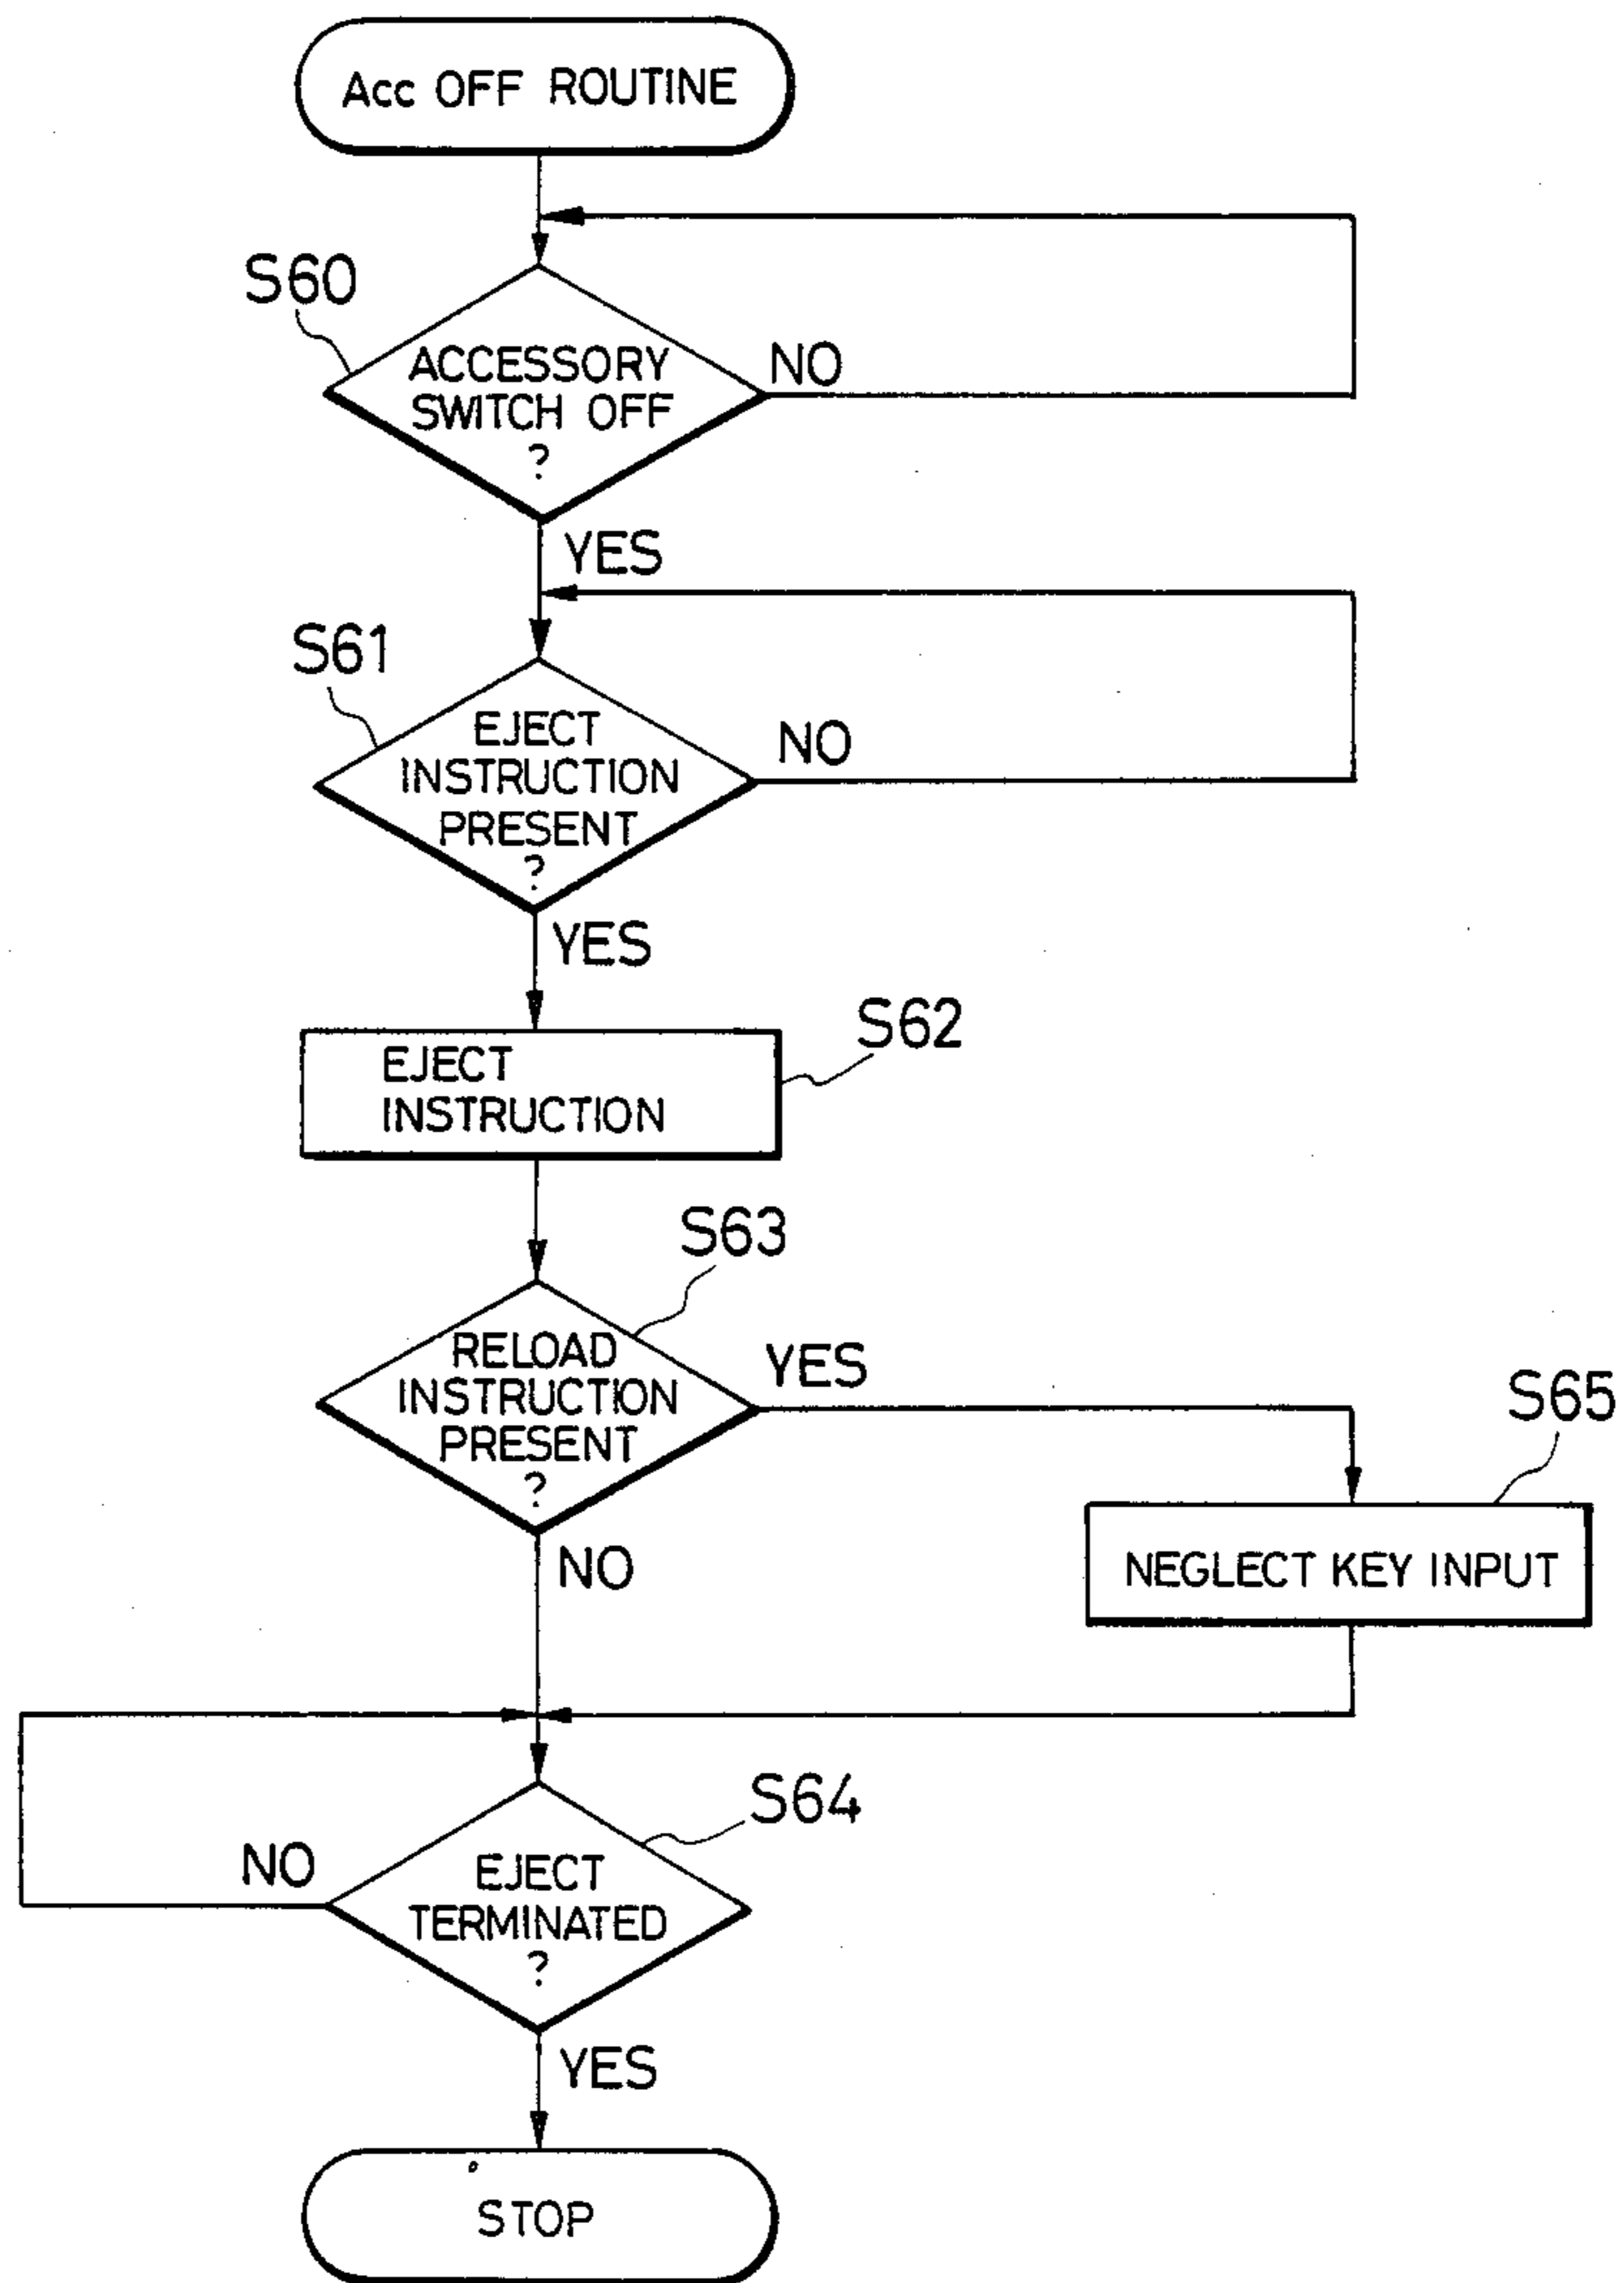 Acc OFF ROUTINE
S60
ACCESSORY
SWITCH OFF
?
NO
YES
S61
EJECT
INSTRUCTION
PRESENT
?
NO
YES
S62
EJECT
INSTRUCTION
S63
RELOAD
INSTRUCTION
PRESENT
?
YES
NO
S65
NEGLECT KEY INPUT
S64
EJECT
TERMINATED
?
NO
YES
STOP